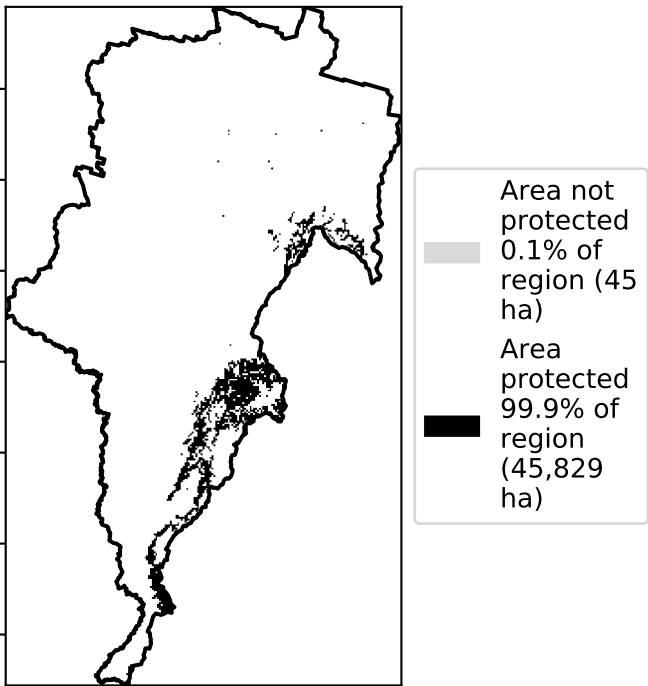 Area not
protected
0.1% of
region (45
ha)
Area
protected
99.9% of
region
(45,829
ha)